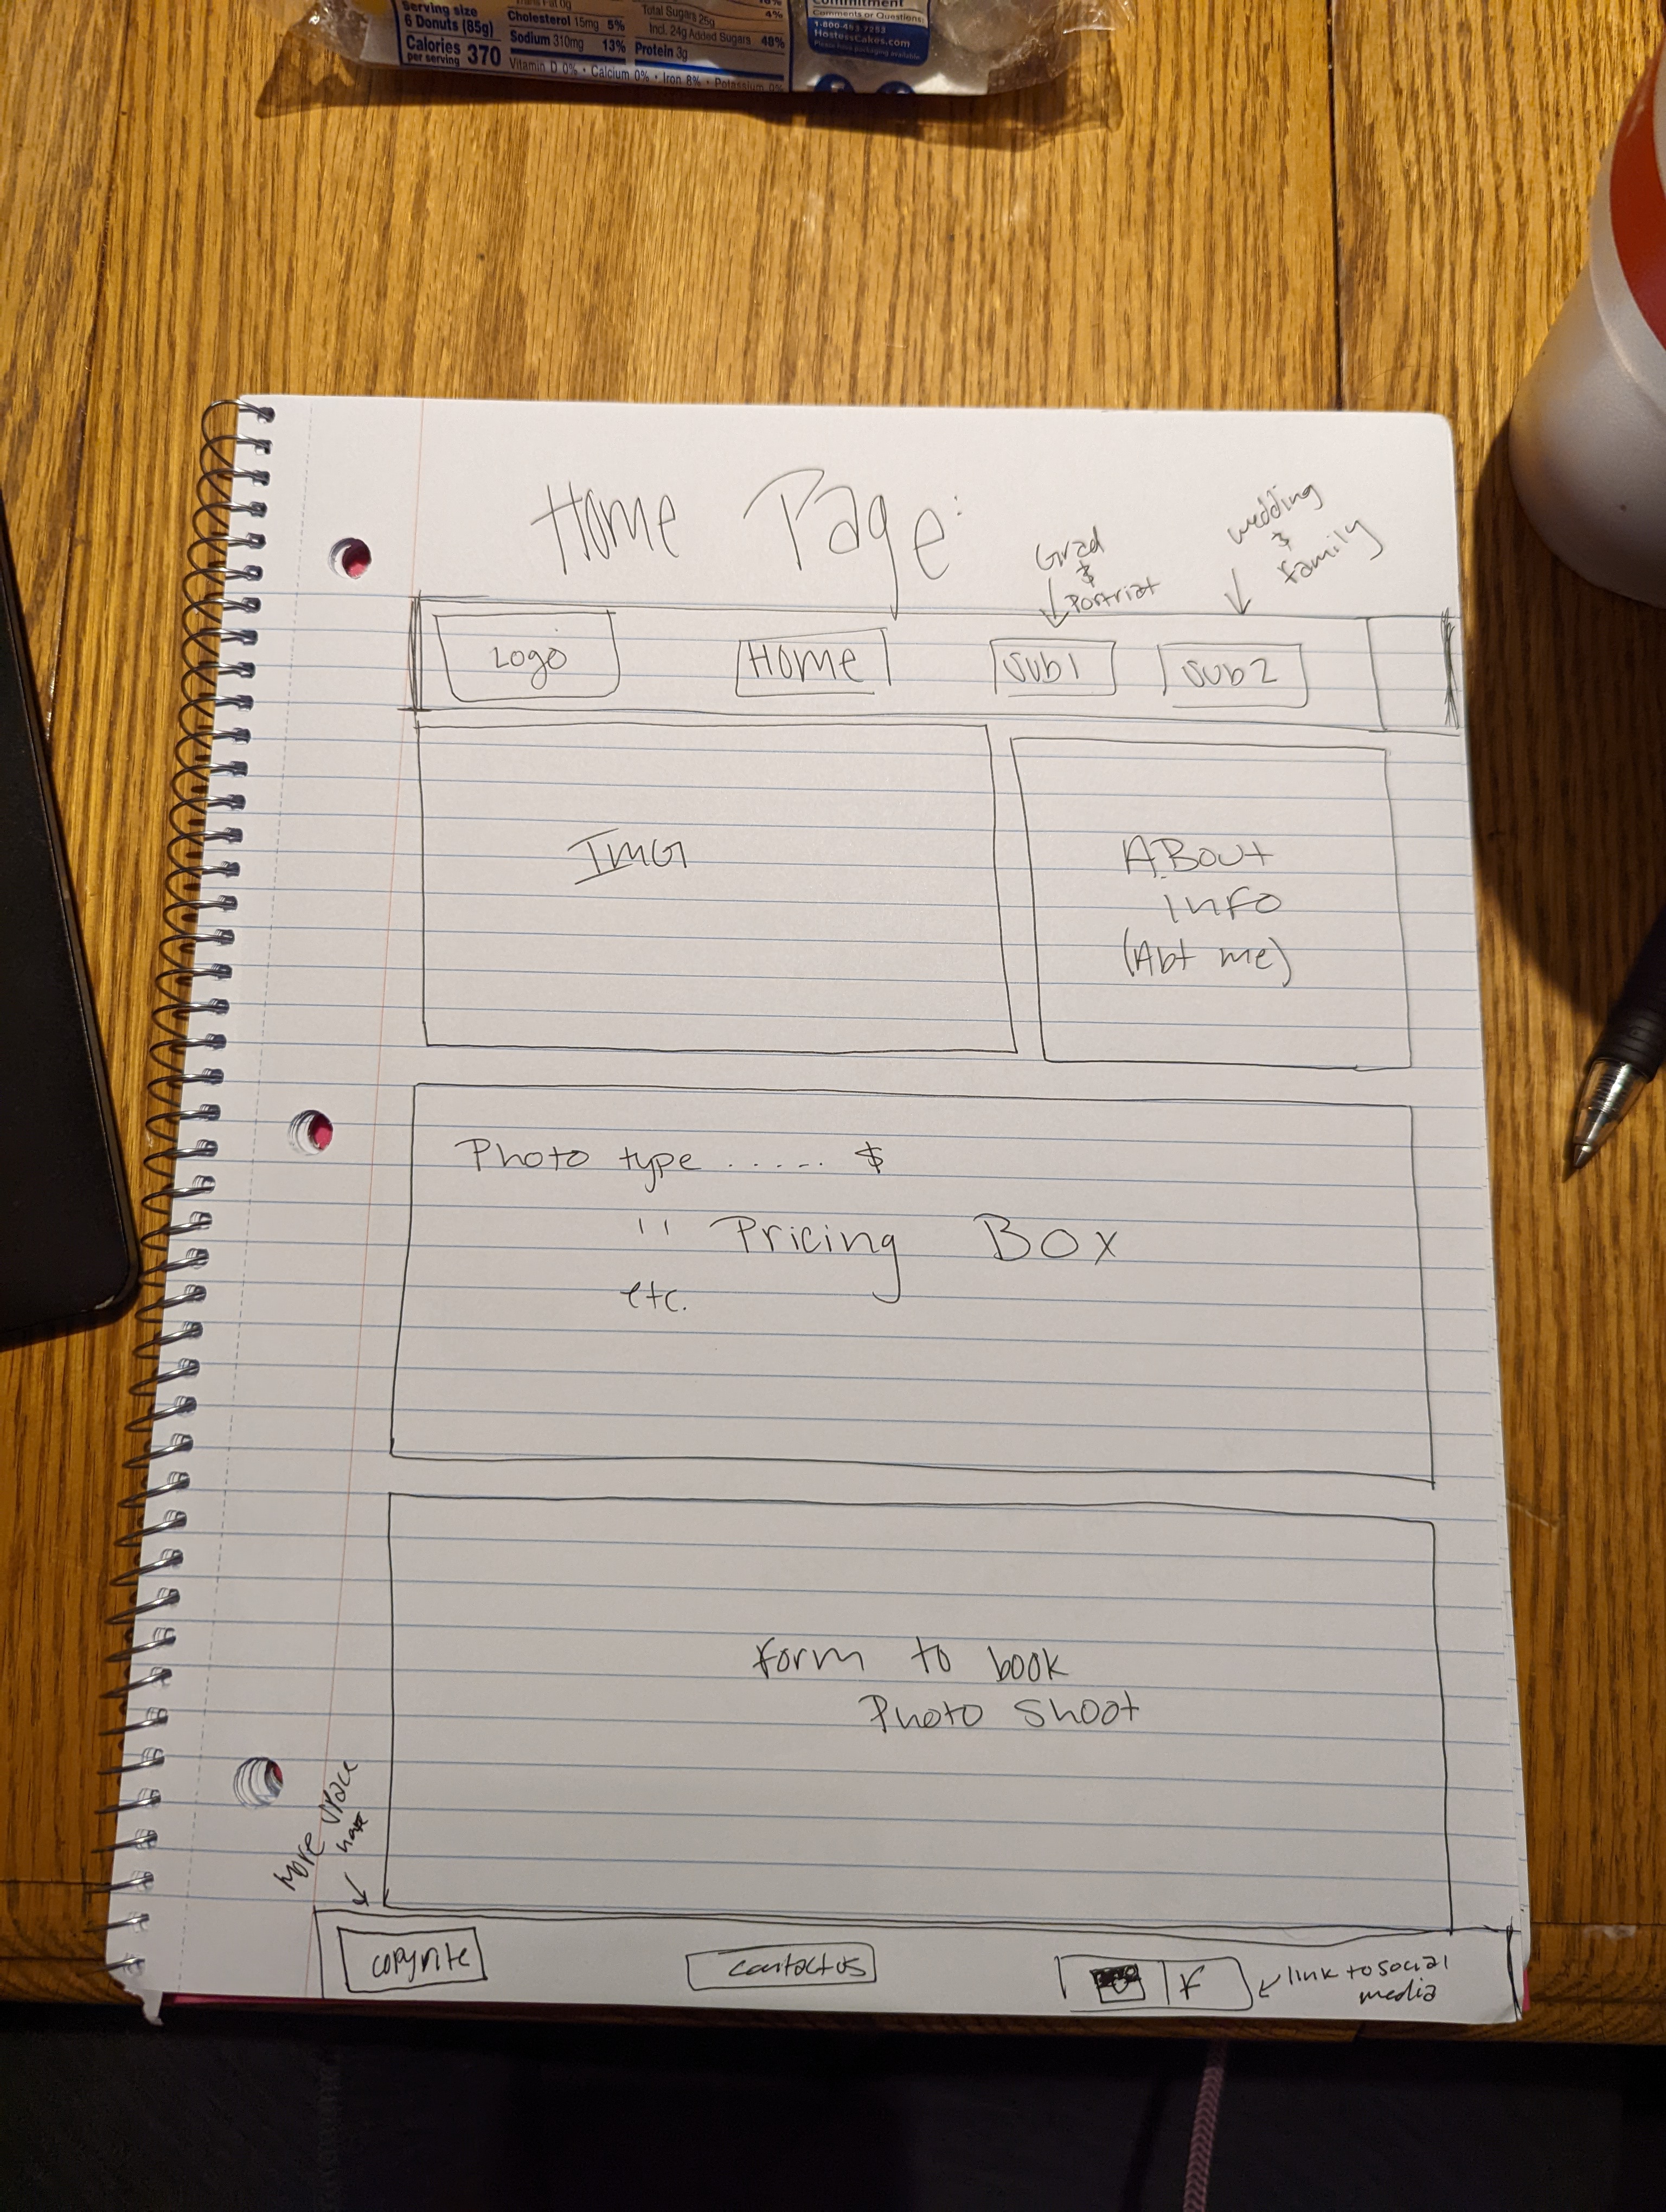 Serving size
6 Donuts (85g)
Calories
per serving 370
Cholesterol 15mg 5%
Sodium 310mg 13%
Total Sugars 25g
4%
Incl. 24g Added Sugars 48%
Protein 3g
Vitamin D 0% • Calcium 0% • Iron 8% • Potassium 0%
Commitment
Comments or Questions
1-800-483-7253
HostessCakes.com
Home Page:
Grad
&
Portriat
wedding
&
family
Logo
Home
Sub1
Sub2
IMG
About
Info
(Abt me)
Photo type ..... $
" Pricing Box
etc.
form to book
Photo Shoot
More space
copyrite
contact us
f
link to social
media